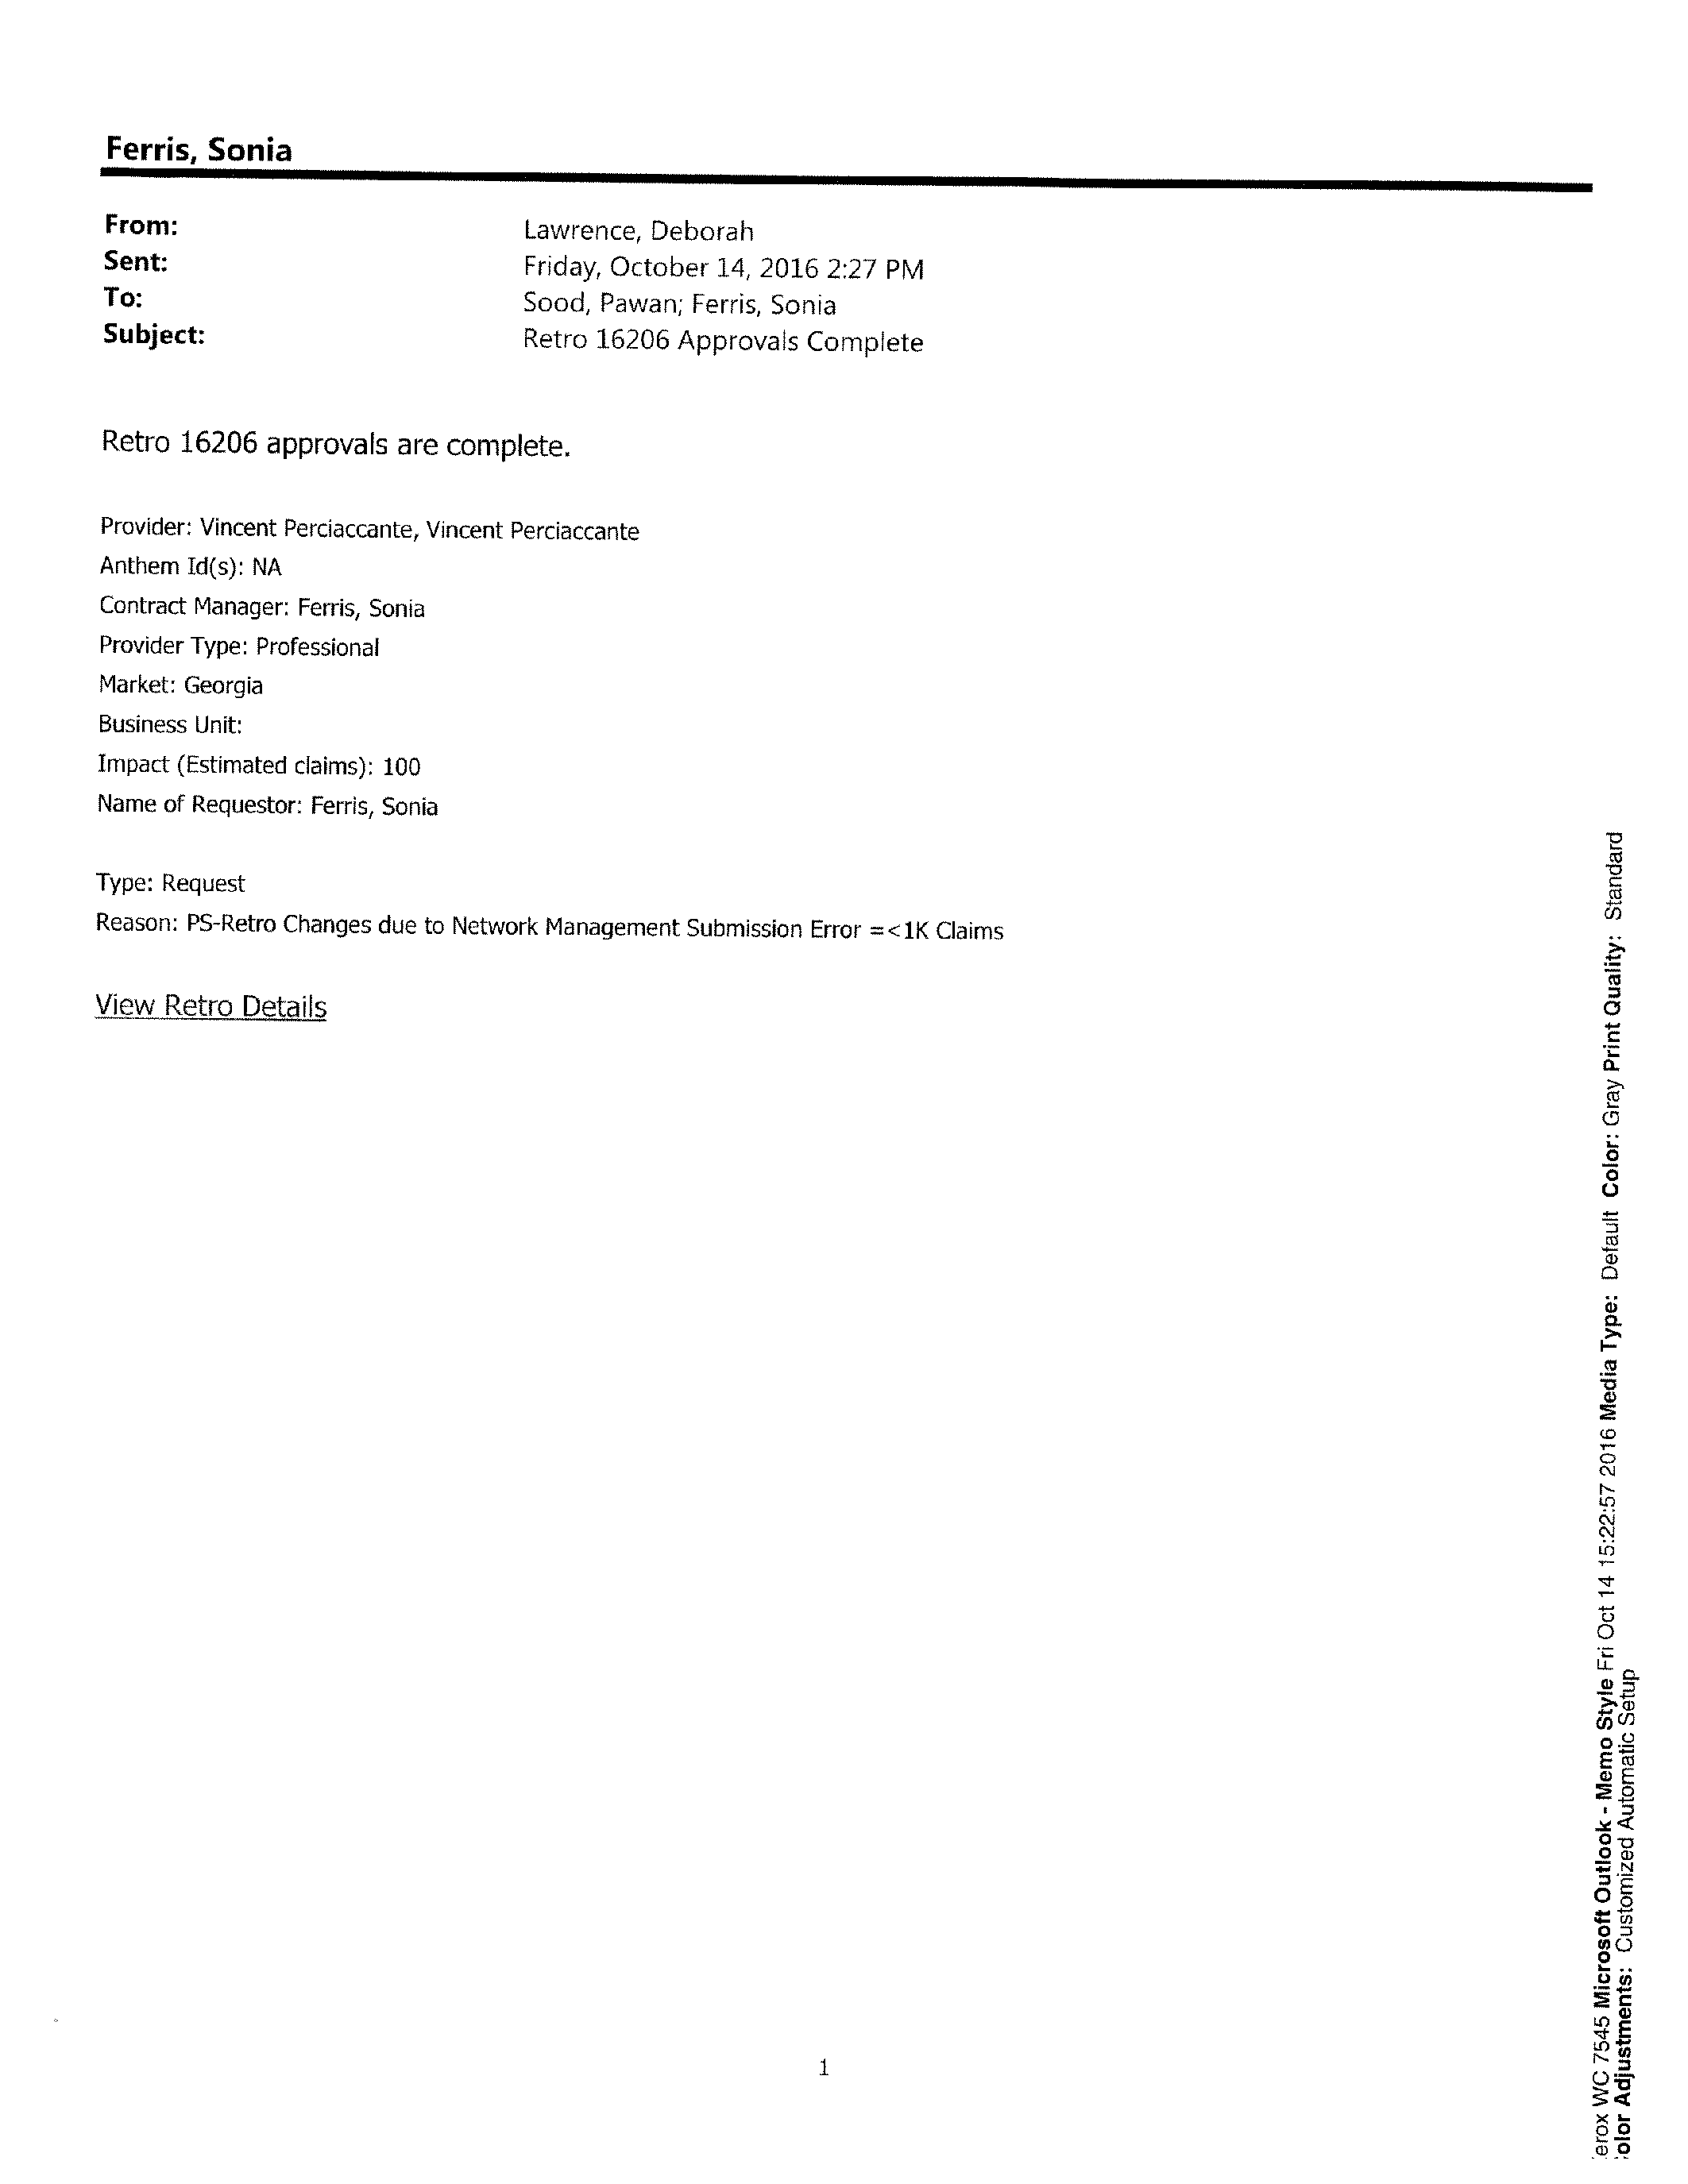 Ferris, Sonia
From: Lawrence, Deborah
Sent: Friday, October 14, 2016 2:27 PM
To: Sood, Pawan; Ferris, Sonia
Subject: Retro 16206 Approvals Complete
Retro 16206 approvals are complete.
Provider: Vincent Perciaccante, Vincent Perciaccante
Anthem Id(s): NA
Contract Manager: Ferris, Sonia
Provider Type: Professional
Market: Georgia
Business Unit:
Impact (Estimated claims): 100
Name of Requestor: Ferris, Sonia
Type: Request
Reason: PS-Retro Changes due to Network Management Submission Error =<1K Claims
View Retro Details
1
erox WC 7545 Microsoft Outlook - Memo Style Fri Oct 14 15:22:57 2016 Media Type: Default Color: Gray Print Quality: Standard
olor Adjustments: Customized Automatic Setup